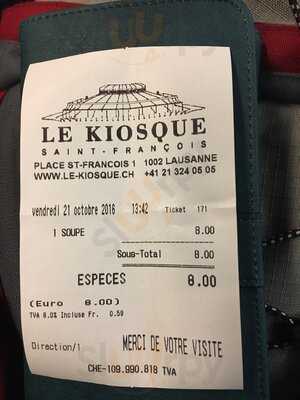 LE KIOSQUE
SAINT-FRANÇOIS
PLACE ST-FRANCOIS 1 1002 LAUSANNE
WWW.LE-KIOSQUE.CH +41 21 324 05 05
vendredi 21 octobre 2016 13:42 Ticket 171
1 SOUPE 8.00
Sous-Total 8.00
ESPECES 8.00
(Euro 8.00)
TVA 8.0% Incluse Fr. 0.59
Direction/1 MERCI DE VOTRE VISITE
CHE-109.990.818 TVA